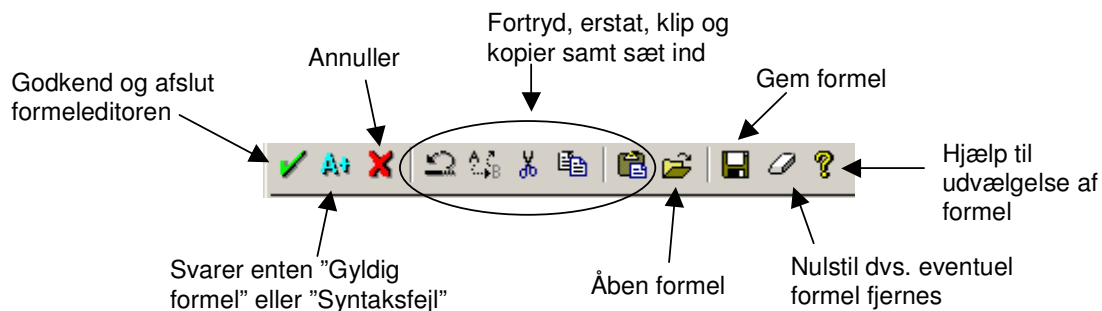 Fortryd, erstat, klip og
kopier samt sæt ind
Annuller
Godkend og afslut
formeleditoren
Gem formel
Hjælp til
udvælgelse af
formel
Svarer enten ”Gyldig
formel” eller ”Syntaksfejl”
Åben formel
Nulstil dvs. eventuel
formel fjernes